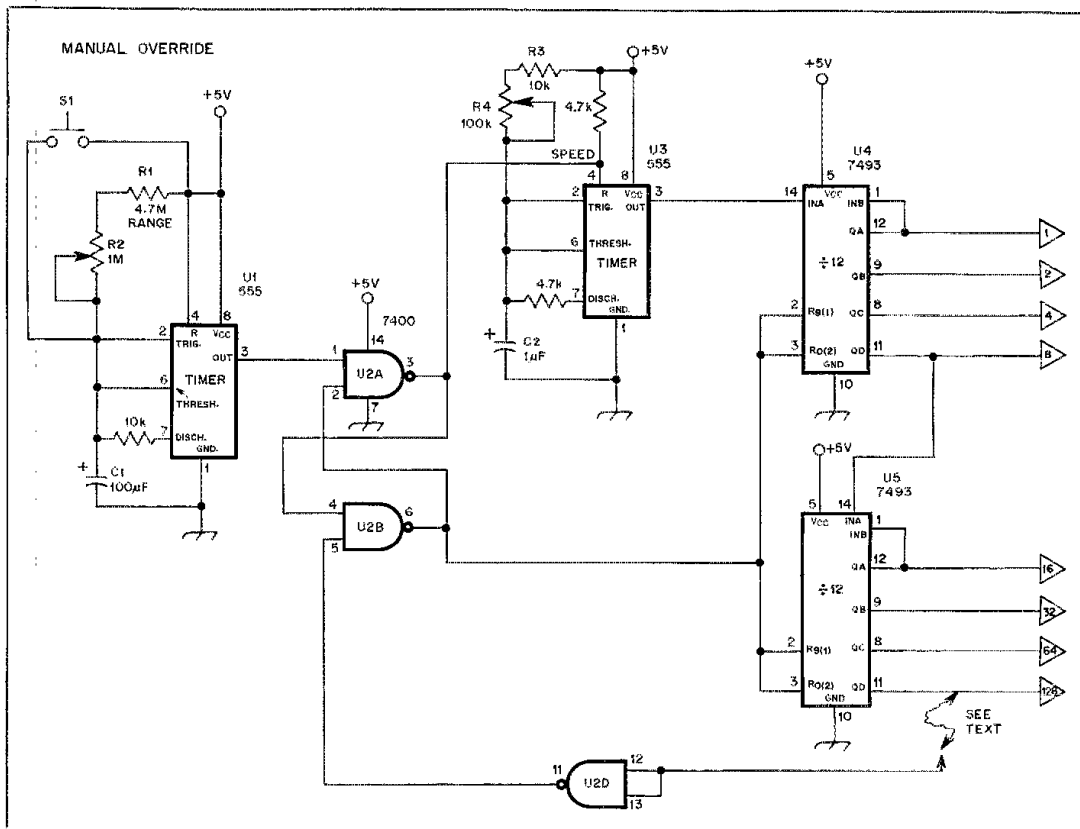 MANUAL OVERRIDE
S1
+5V
R1
4.7M
RANGE
R2
1M
U1
555
4
8
R
VCC
2
TRIG.
OUT
3
TIMER
6
THRESH.
10k
7
DISCH.
GND.
1
+
C1
100µF
+5V
7400
14
1
U2A
3
2
7
4
U2B
6
5
R3
10k
+5V
R4
100k
4.7k
SPEED
U3
555
4
8
R
VCC
3
2
TRIG.
OUT
6
THRESH.
TIMER
4.7k
7
DISCH.
GND.
1
+
C2
1µF
+5V
U4
7493
5
14
VCC
1
INA
INB
12
QA
1
÷12
9
QB
2
2
R9(1)
8
QC
4
3
R0(2)
11
QD
8
GND
10
+5V
U5
7493
5
14
VCC
INA
1
INB
12
QA
16
÷12
9
QB
32
2
R9(1)
8
QC
64
3
R0(2)
11
QD
128
GND
10
SEE
TEXT
11
U2D
12
13